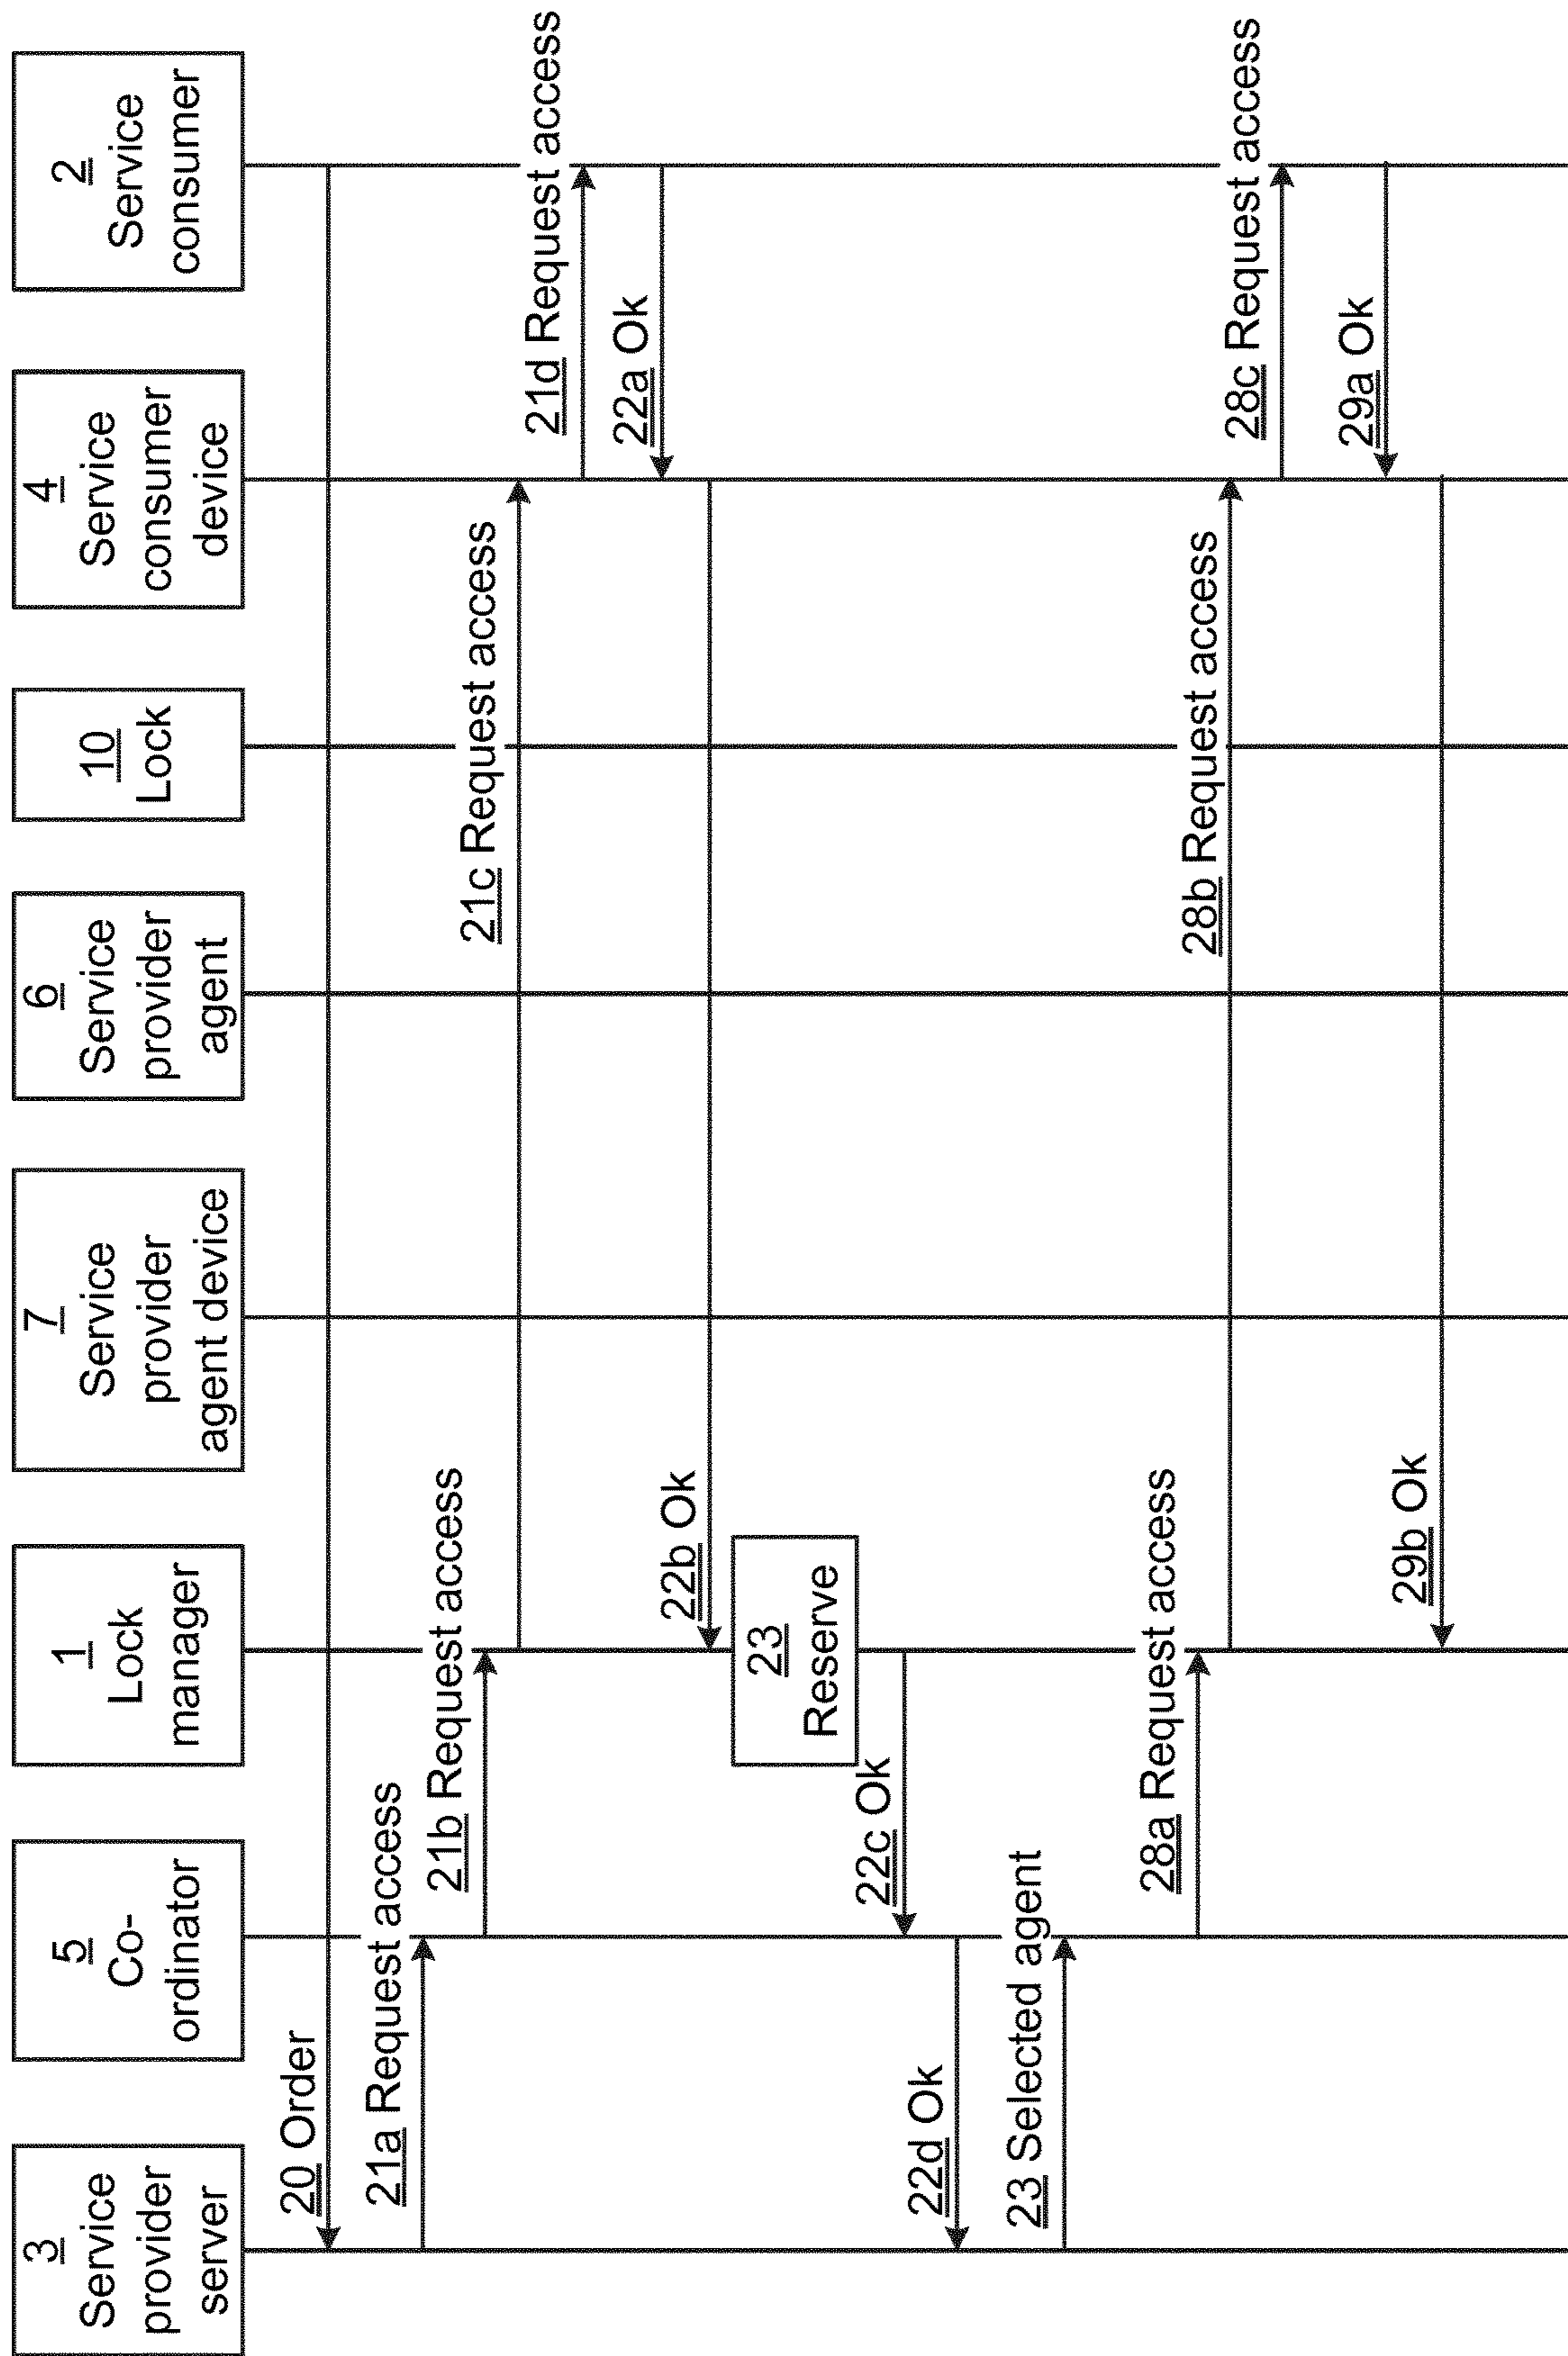 3
Service
provider
server
5
Co-
ordinator
1
Lock
manager
7
Service
provider
agent device
6
Service
provider
agent
10
Lock
4
Service
consumer
device
2
Service
consumer
20 Order
21a Request access
21b Request access
21c Request access
21d Request access
22a Ok
22b Ok
23
Reserve
22c Ok
22d Ok
23 Selected agent
28a Request access
28b Request access
28c Request access
29a Ok
29b Ok